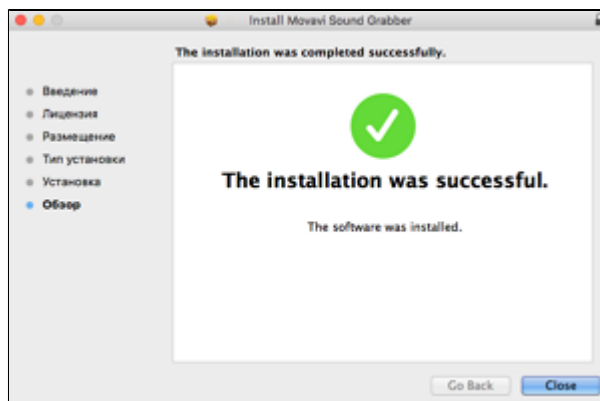 Install Movavi Sound Grabber
The installation was completed successfully.
Введение
Лицензия
Размещение
Тип установки
Установка
Обзор
The installation was successful.
The software was installed.
Go Back
Close